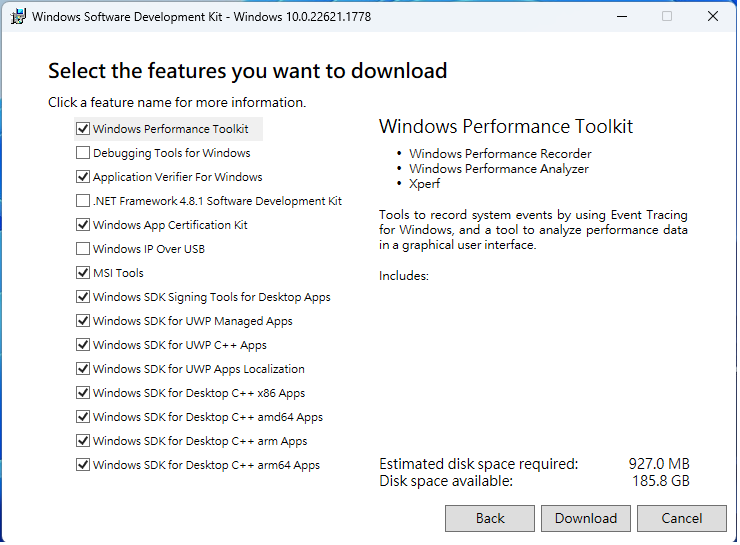 Windows Software Development Kit - Windows 10.0.22621.1778
Select the features you want to download
Click a feature name for more information.
Windows Performance Toolkit
Debugging Tools for Windows
Application Verifier For Windows
.NET Framework 4.8.1 Software Development Kit
Windows App Certification Kit
Windows IP Over USB
MSI Tools
Windows SDK Signing Tools for Desktop Apps
Windows SDK for UWP Managed Apps
Windows SDK for UWP C++ Apps
Windows SDK for UWP Apps Localization
Windows SDK for Desktop C++ x86 Apps
Windows SDK for Desktop C++ amd64 Apps
Windows SDK for Desktop C++ arm Apps
Windows SDK for Desktop C++ arm64 Apps
Windows Performance Toolkit
• Windows Performance Recorder
• Windows Performance Analyzer
• Xperf
Tools to record system events by using Event Tracing
for Windows, and a tool to analyze performance data
in a graphical user interface.
Includes:
Estimated disk space required: 927.0 MB
Disk space available: 185.8 GB
Back Download Cancel